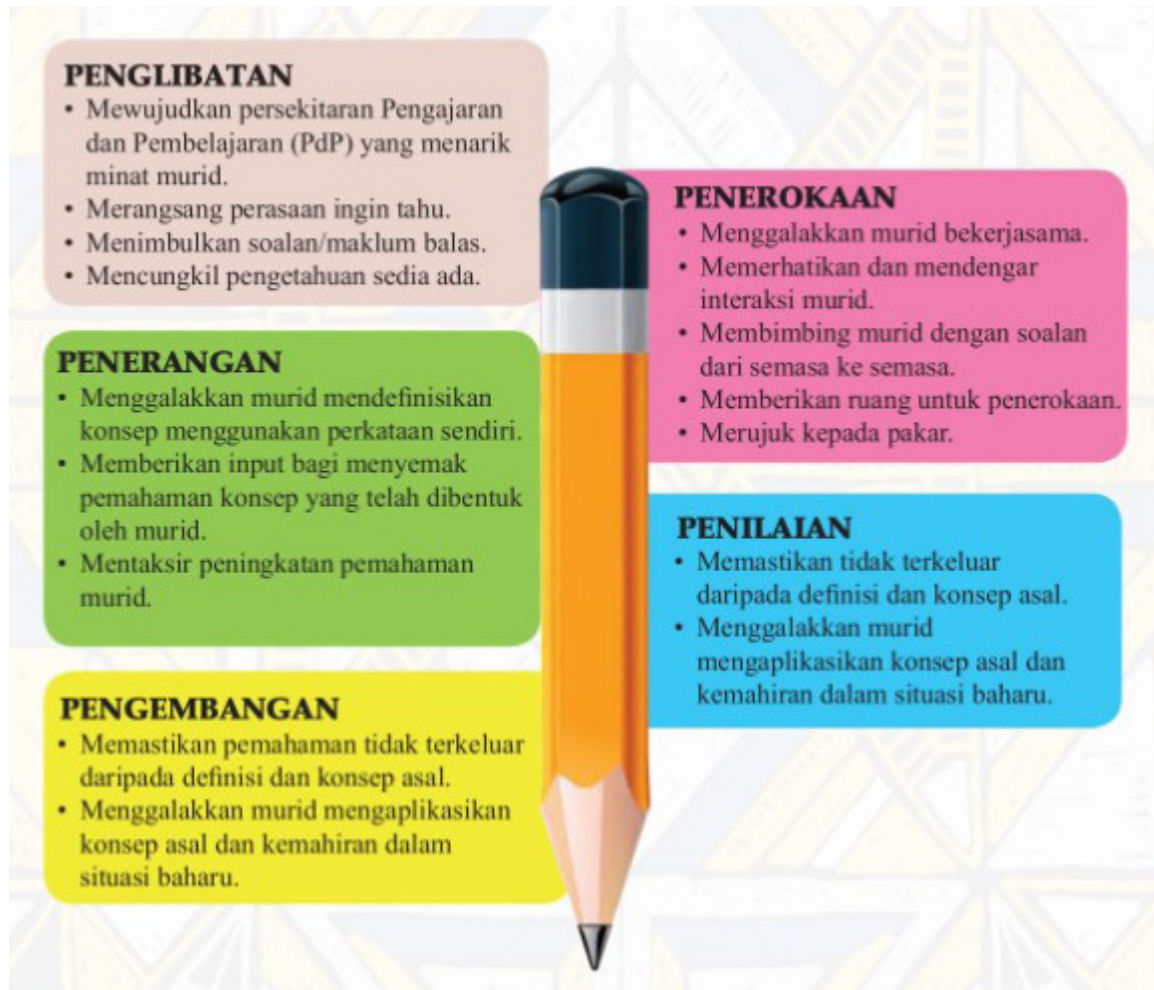 PENGLIBATAN
• Mewujudkan persekitaran Pengajaran
dan Pembelajaran (PdP) yang menarik
minat murid.
• Merangsang perasaan ingin tahu.
• Menimbulkan soalan/maklum balas.
• Mencungkil pengetahuan sedia ada.
PENEROKAAN
• Menggalakkan murid bekerjasama.
• Memerhatikan dan mendengar
interaksi murid.
• Membimbing murid dengan soalan
dari semasa ke semasa.
• Memberikan ruang untuk penerokaan.
• Merujuk kepada pakar.
PENERANGAN
• Menggalakkan murid mendefinisikan
konsep menggunakan perkataan sendiri.
• Memberikan input bagi menyemak
pemahaman konsep yang telah dibentuk
oleh murid.
• Mentaksir peningkatan pemahaman
murid.
PENILAIAN
• Memastikan tidak terkeluar
daripada definisi dan konsep asal.
• Menggalakkan murid
mengaplikasikan konsep asal dan
kemahiran dalam situasi baharu.
PENGEMBANGAN
• Memastikan pemahaman tidak terkeluar
daripada definisi dan konsep asal.
• Menggalakkan murid mengaplikasikan
konsep asal dan kemahiran dalam
situasi baharu.